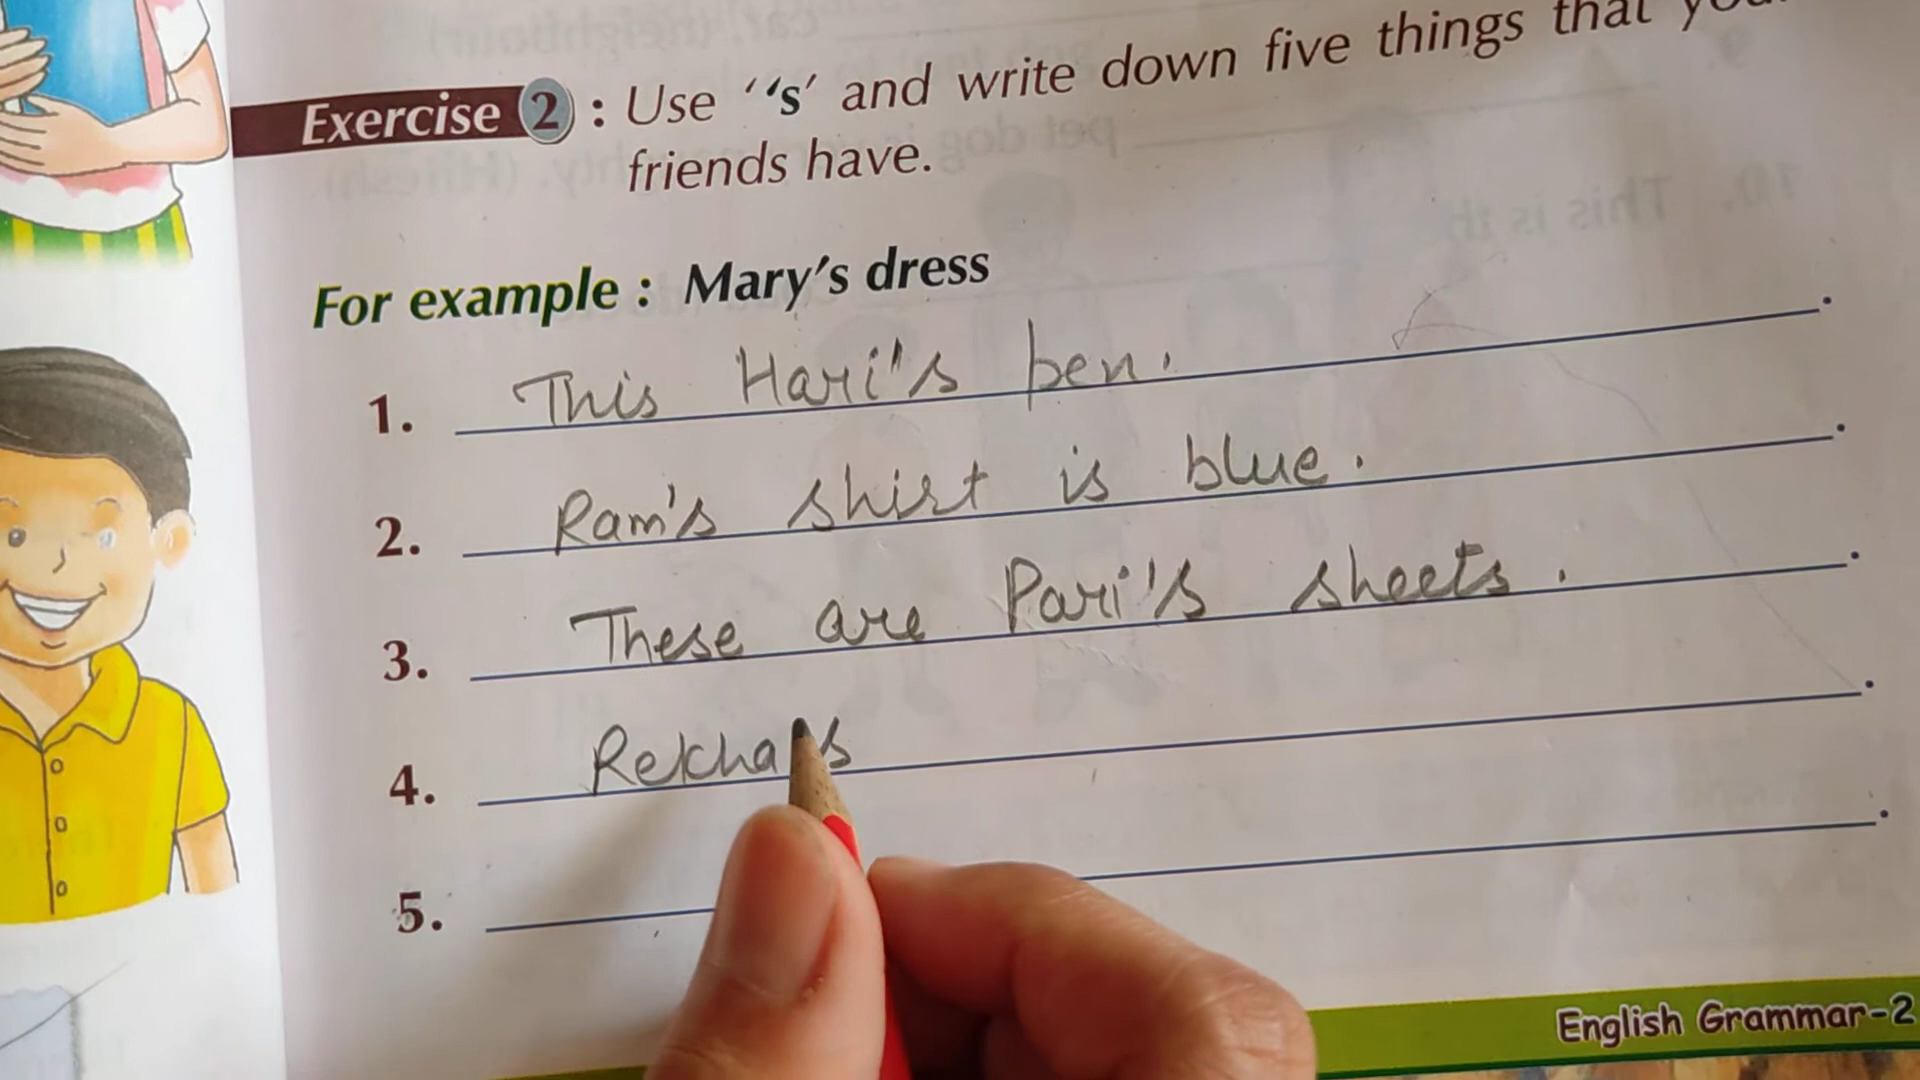 Exercise 2 : Use ''s' and write down five things that your
friends have.
For example : Mary's dress
1. This Hari's pen.
2. Ram's shirt is blue.
3. These are Pari's sheets.
4. Rekha's
5.
English Grammar-2